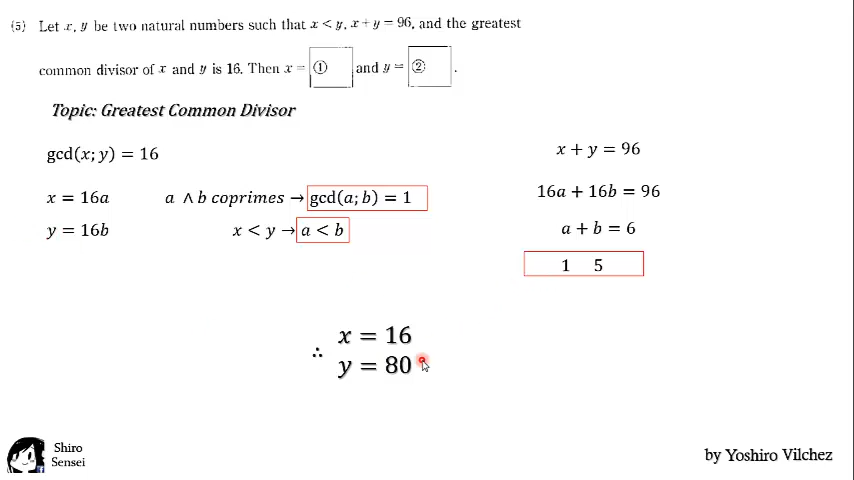 (5) Let x, y be two natural numbers such that x < y, x + y = 96, and the greatest
common divisor of x and y is 16. Then x = ① and y = ② .
Topic: Greatest Common Divisor
gcd(x; y) = 16
x + y = 96
x = 16a a ∧ b coprimes → gcd(a; b) = 1
16a + 16b = 96
y = 16b x < y → a < b
a + b = 6
1 5
∴ x = 16
y = 80
Shiro
Sensei
by Yoshiro Vilchez